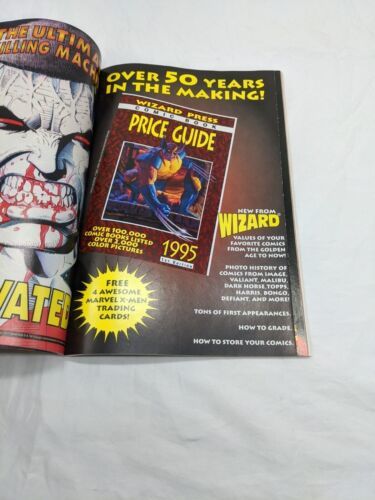 THE ULTIM
ILLING MACHI
VATED
OVER 50 YEARS
IN THE MAKING!
WIZARD PRESS
COMIC BOOK
PRICE GUIDE
OVER 100,000
COMIC BOOKS LISTED
OVER 2,000
COLOR PICTURES
1995
1st Edition
FREE
4 AWESOME
MARVEL X-MEN
TRADING
CARDS!
NEW FROM
WIZARD
VALUES OF YOUR
FAVORITE COMICS
FROM THE GOLDEN
AGE TO NOW!
PHOTO HISTORY OF
COMICS FROM IMAGE,
VALIANT, MALIBU,
DARK HORSE, TOPPS,
HARRIS, BONGO,
DEFIANT, AND MORE!
TONS OF FIRST APPEARANCES.
HOW TO GRADE.
HOW TO STORE YOUR COMICS.